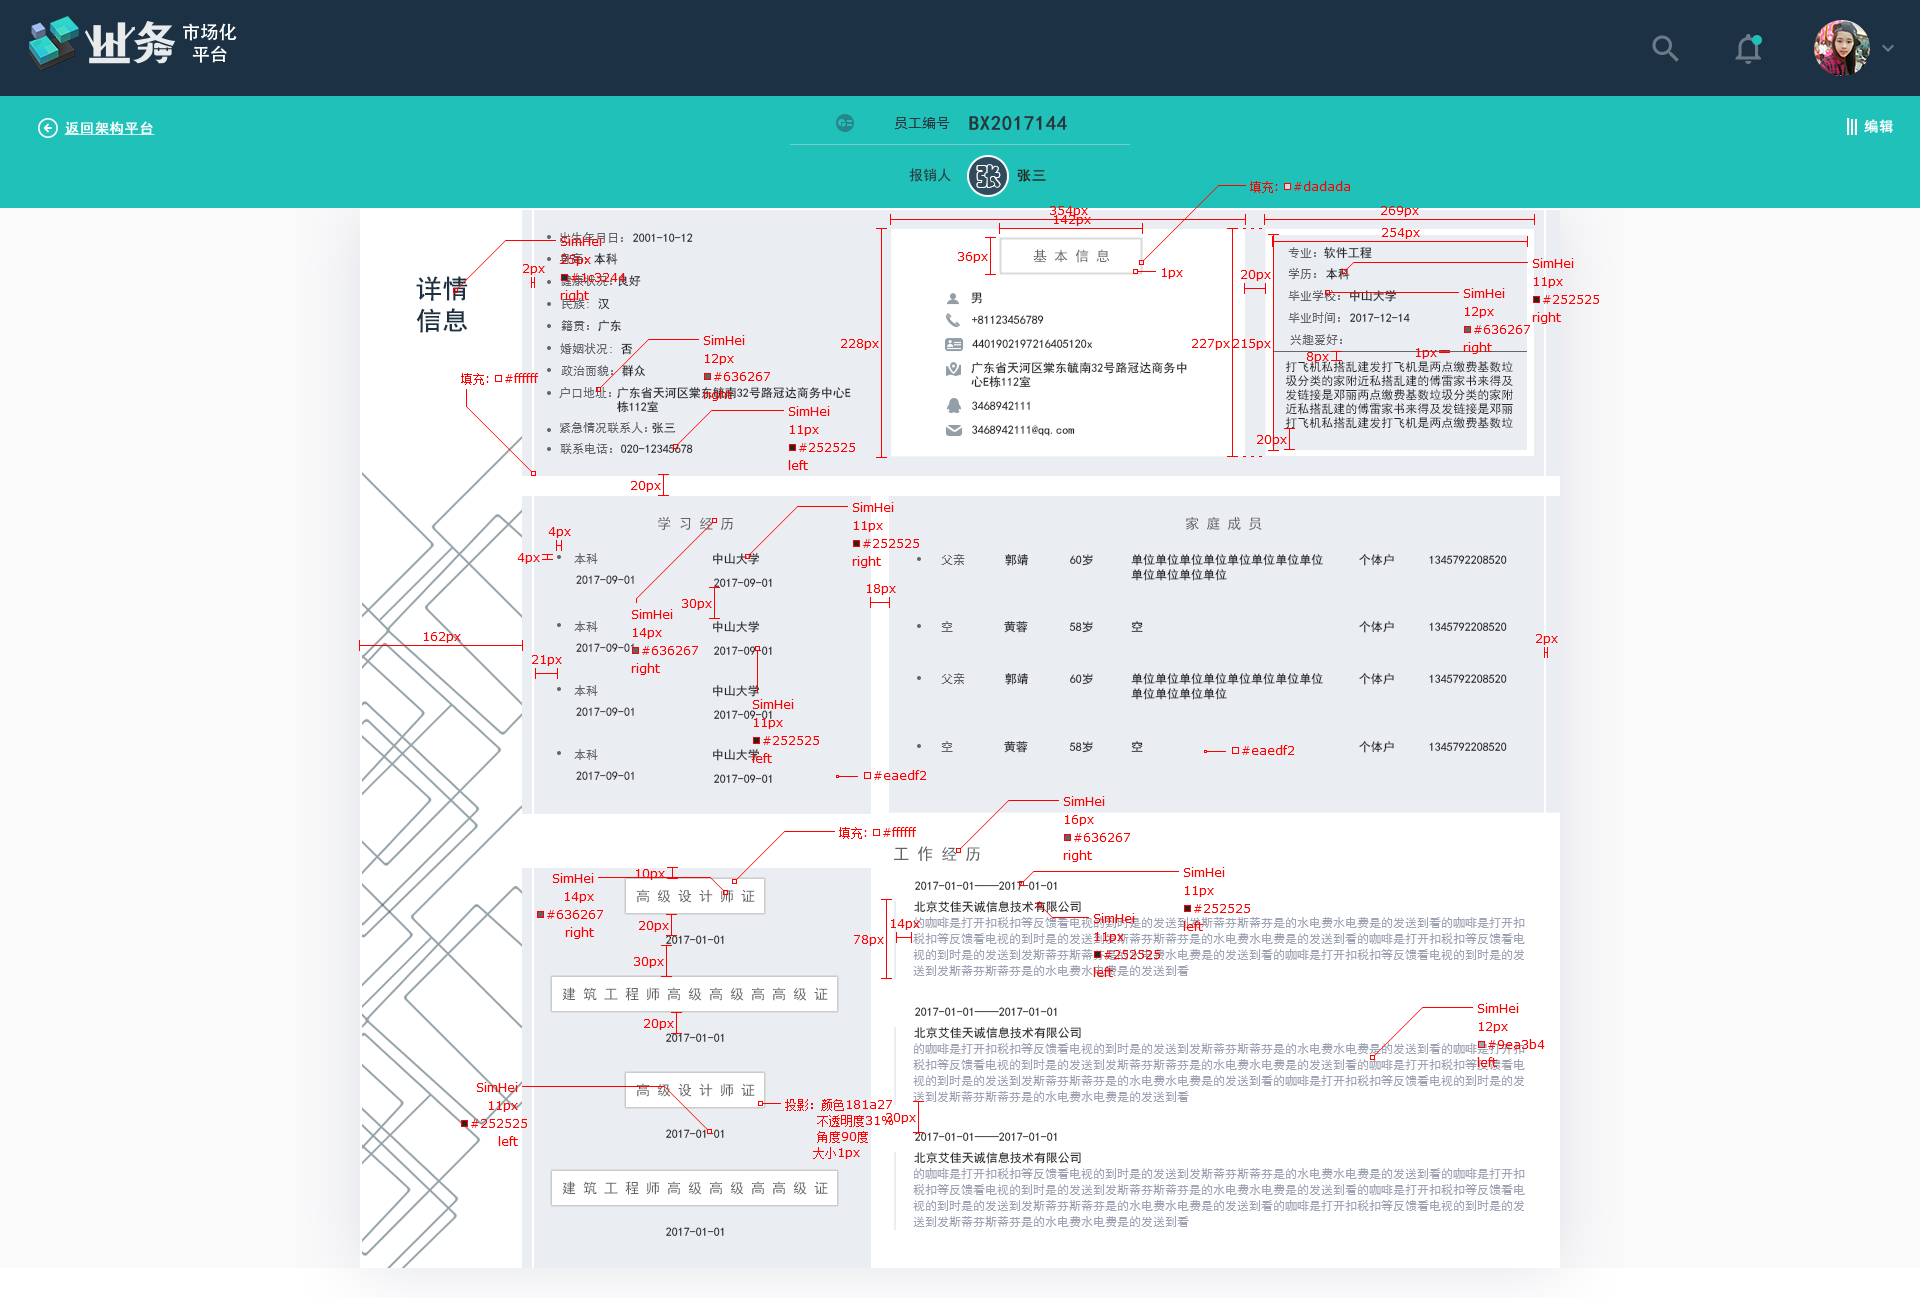 业务 市场化
平台
返回架构平台
员工编号 BX2017144
编辑
报销人 张 张三
填充: #dadada
354px
142px
269px
254px
出生年月日: 2001-10-12
SimHei
25px
本科
right
健康状况: 良好
民族: 汉
籍贯: 广东
婚姻状况: 否
政治面貌: 群众
户口地址: 广东省天河区棠东毓南32号路冠达商务中心E
栋112室
紧急情况联系人: 张三
联系电话: 020-12345678
2px
详情
信息
SimHei
12px
#636267
right
填充: #ffffff
SimHei
11px
#252525
left
20px
36px
基本信息
1px
228px
227px
男
+81123456789
4401902197216405120x
广东省天河区棠东毓南32号路冠达商务中
心E栋112室
3468942111
3468942111@qq.com
20px
215px
专业: 软件工程
学历: 本科
毕业学校: 中山大学
毕业时间: 2017-12-14
兴趣爱好:
SimHei
11px
#252525
right
SimHei
12px
#636267
right
8px
1px
打飞机私搭乱建发打飞机是两点缴费基数垃
圾分类的家附近私搭乱建的傅雷家书来得及
发链接是邓丽两点缴费基数垃圾分类的家附
近私搭乱建的傅雷家书来得及发链接是邓丽
打飞机私搭乱建发打飞机是两点缴费基数垃
20px
学习经历
4px
4px
本科 中山大学
2017-09-01 2017-09-01
30px
本科 中山大学
2017-09-01 2017-09-01
本科 中山大学
2017-09-01 2017-09-01
本科 中山大学
2017-09-01 2017-09-01
SimHei
11px
#252525
right
SimHei
14px
#636267
right
SimHei
11px
#252525
left
162px
21px
18px
#eaedf2
家庭成员
父亲 郭靖 60岁 单位单位单位单位单位单位单位单位 个体户 1345792208520
单位单位单位单位
空 黄蓉 58岁 空 个体户 1345792208520
父亲 郭靖 60岁 单位单位单位单位单位单位单位单位 个体户 1345792208520
单位单位单位单位
空 黄蓉 58岁 空 个体户 1345792208520
2px
#eaedf2
填充: #ffffff
10px
SimHei
14px
#636267
right
高级设计师证
20px
2017-01-01
30px
建筑工程师高级高级高高级证
20px
2017-01-01
高级设计师证
SimHei
11px
#252525
left
2017-01-01
投影: 颜色181a27
不透明度31%
角度90度
大小1px
建筑工程师高级高级高高级证
2017-01-01
SimHei
16px
#636267
right
工作经历
2017-01-01——2017-01-01
SimHei
11px
#252525
left
北京艾佳天诚信息技术有限公司
SimHei
11px
#252525
left
14px
78px
的咖啡是打开扣税扣等反馈看电视的到时是的发送到发斯蒂芬斯蒂芬是的水电费水电费是的发送到看的咖啡是打开扣
税扣等反馈看电视的到时是的发送到发斯蒂芬斯蒂芬是的水电费水电费是的发送到看的咖啡是打开扣税扣等反馈看电
视的到时是的发送到发斯蒂芬斯蒂芬是的水电费水电费是的发送到看的咖啡是打开扣税扣等反馈看电视的到时是的发
送到发斯蒂芬斯蒂芬是的水电费水电费是的发送到看
2017-01-01——2017-01-01
北京艾佳天诚信息技术有限公司
SimHei
12px
#9ea3b4
left
的咖啡是打开扣税扣等反馈看电视的到时是的发送到发斯蒂芬斯蒂芬是的水电费水电费是的发送到看的咖啡是打开扣
税扣等反馈看电视的到时是的发送到发斯蒂芬斯蒂芬是的水电费水电费是的发送到看的咖啡是打开扣税扣等反馈看电
视的到时是的发送到发斯蒂芬斯蒂芬是的水电费水电费是的发送到看的咖啡是打开扣税扣等反馈看电视的到时是的发
送到发斯蒂芬斯蒂芬是的水电费水电费是的发送到看
30px
2017-01-01——2017-01-01
北京艾佳天诚信息技术有限公司
的咖啡是打开扣税扣等反馈看电视的到时是的发送到发斯蒂芬斯蒂芬是的水电费水电费是的发送到看的咖啡是打开扣
税扣等反馈看电视的到时是的发送到发斯蒂芬斯蒂芬是的水电费水电费是的发送到看的咖啡是打开扣税扣等反馈看电
视的到时是的发送到发斯蒂芬斯蒂芬是的水电费水电费是的发送到看的咖啡是打开扣税扣等反馈看电视的到时是的发
送到发斯蒂芬斯蒂芬是的水电费水电费是的发送到看